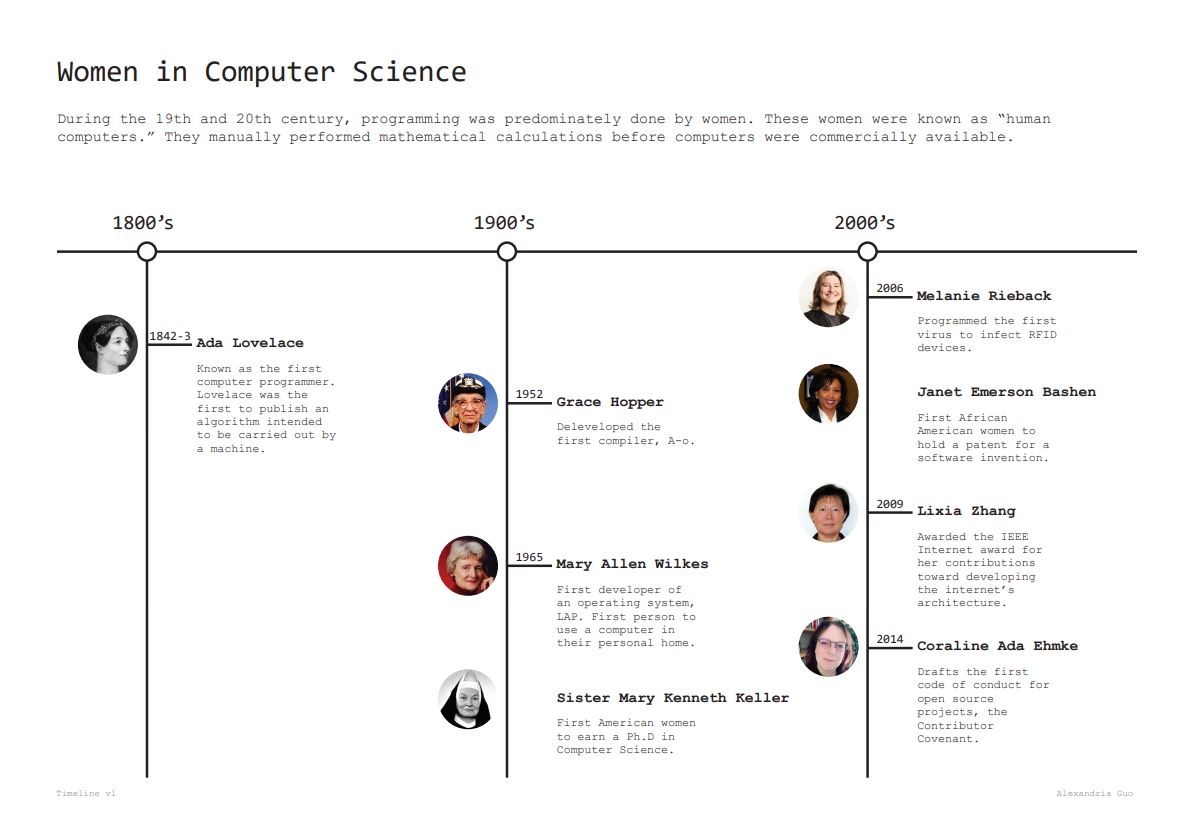 Women in Computer Science
During the 19th and 20th century, programming was predominately done by women. These women were known as “human
computers.” They manually performed mathematical calculations before computers were commercially available.
1800’s
1900’s
2000’s
1842-3
Ada Lovelace
Known as the first
computer programmer.
Lovelace was the
first to publish an
algorithm intended
to be carried out by
a machine.
1952
Grace Hopper
Deleveloped the
first compiler, A-o.
1965
Mary Allen Wilkes
First developer of
an operating system,
LAP. First person to
use a computer in
their personal home.
Sister Mary Kenneth Keller
First American women
to earn a Ph.D in
Computer Science.
2006
Melanie Rieback
Programmed the first
virus to infect RFID
devices.
Janet Emerson Bashen
First African
American women to
hold a patent for a
software invention.
2009
Lixia Zhang
Awarded the IEEE
Internet award for
her contributions
toward developing
the internet’s
architecture.
2014
Coraline Ada Ehmke
Drafts the first
code of conduct for
open source
projects, the
Contributor
Covenant.
Timeline v1
Alexandria Guo